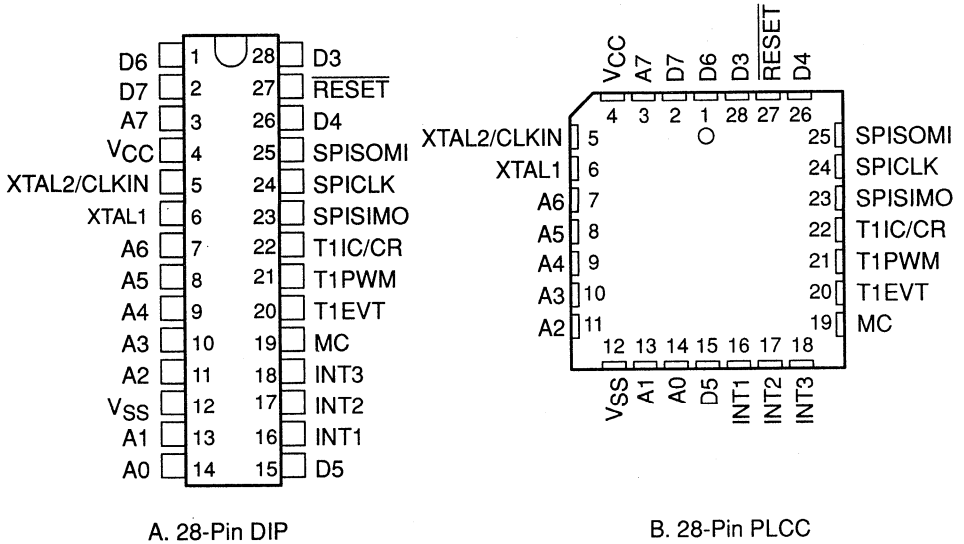 D6 1 28 D3
D7 2 27 RESET
A7 3 26 D4
VCC 4 25 SPISOMI
XTAL2/CLKIN 5 24 SPICLK
XTAL1 6 23 SPISIMO
A6 7 22 T1IC/CR
A5 8 21 T1PWM
A4 9 20 T1EVT
A3 10 19 MC
A2 11 18 INT3
VSS 12 17 INT2
A1 13 16 INT1
A0 14 15 D5
A. 28-Pin DIP
VCC A7 D7 D6 D3 RESET D4
4 3 2 1 28 27 26
XTAL2/CLKIN 5 25 SPISOMI
XTAL1 6 24 SPICLK
A6 7 23 SPISIMO
A5 8 22 T1IC/CR
A4 9 21 T1PWM
A3 10 20 T1EVT
A2 11 19 MC
12 13 14 15 16 17 18
VSS A1 A0 D5 INT1 INT2 INT3
B. 28-Pin PLCC